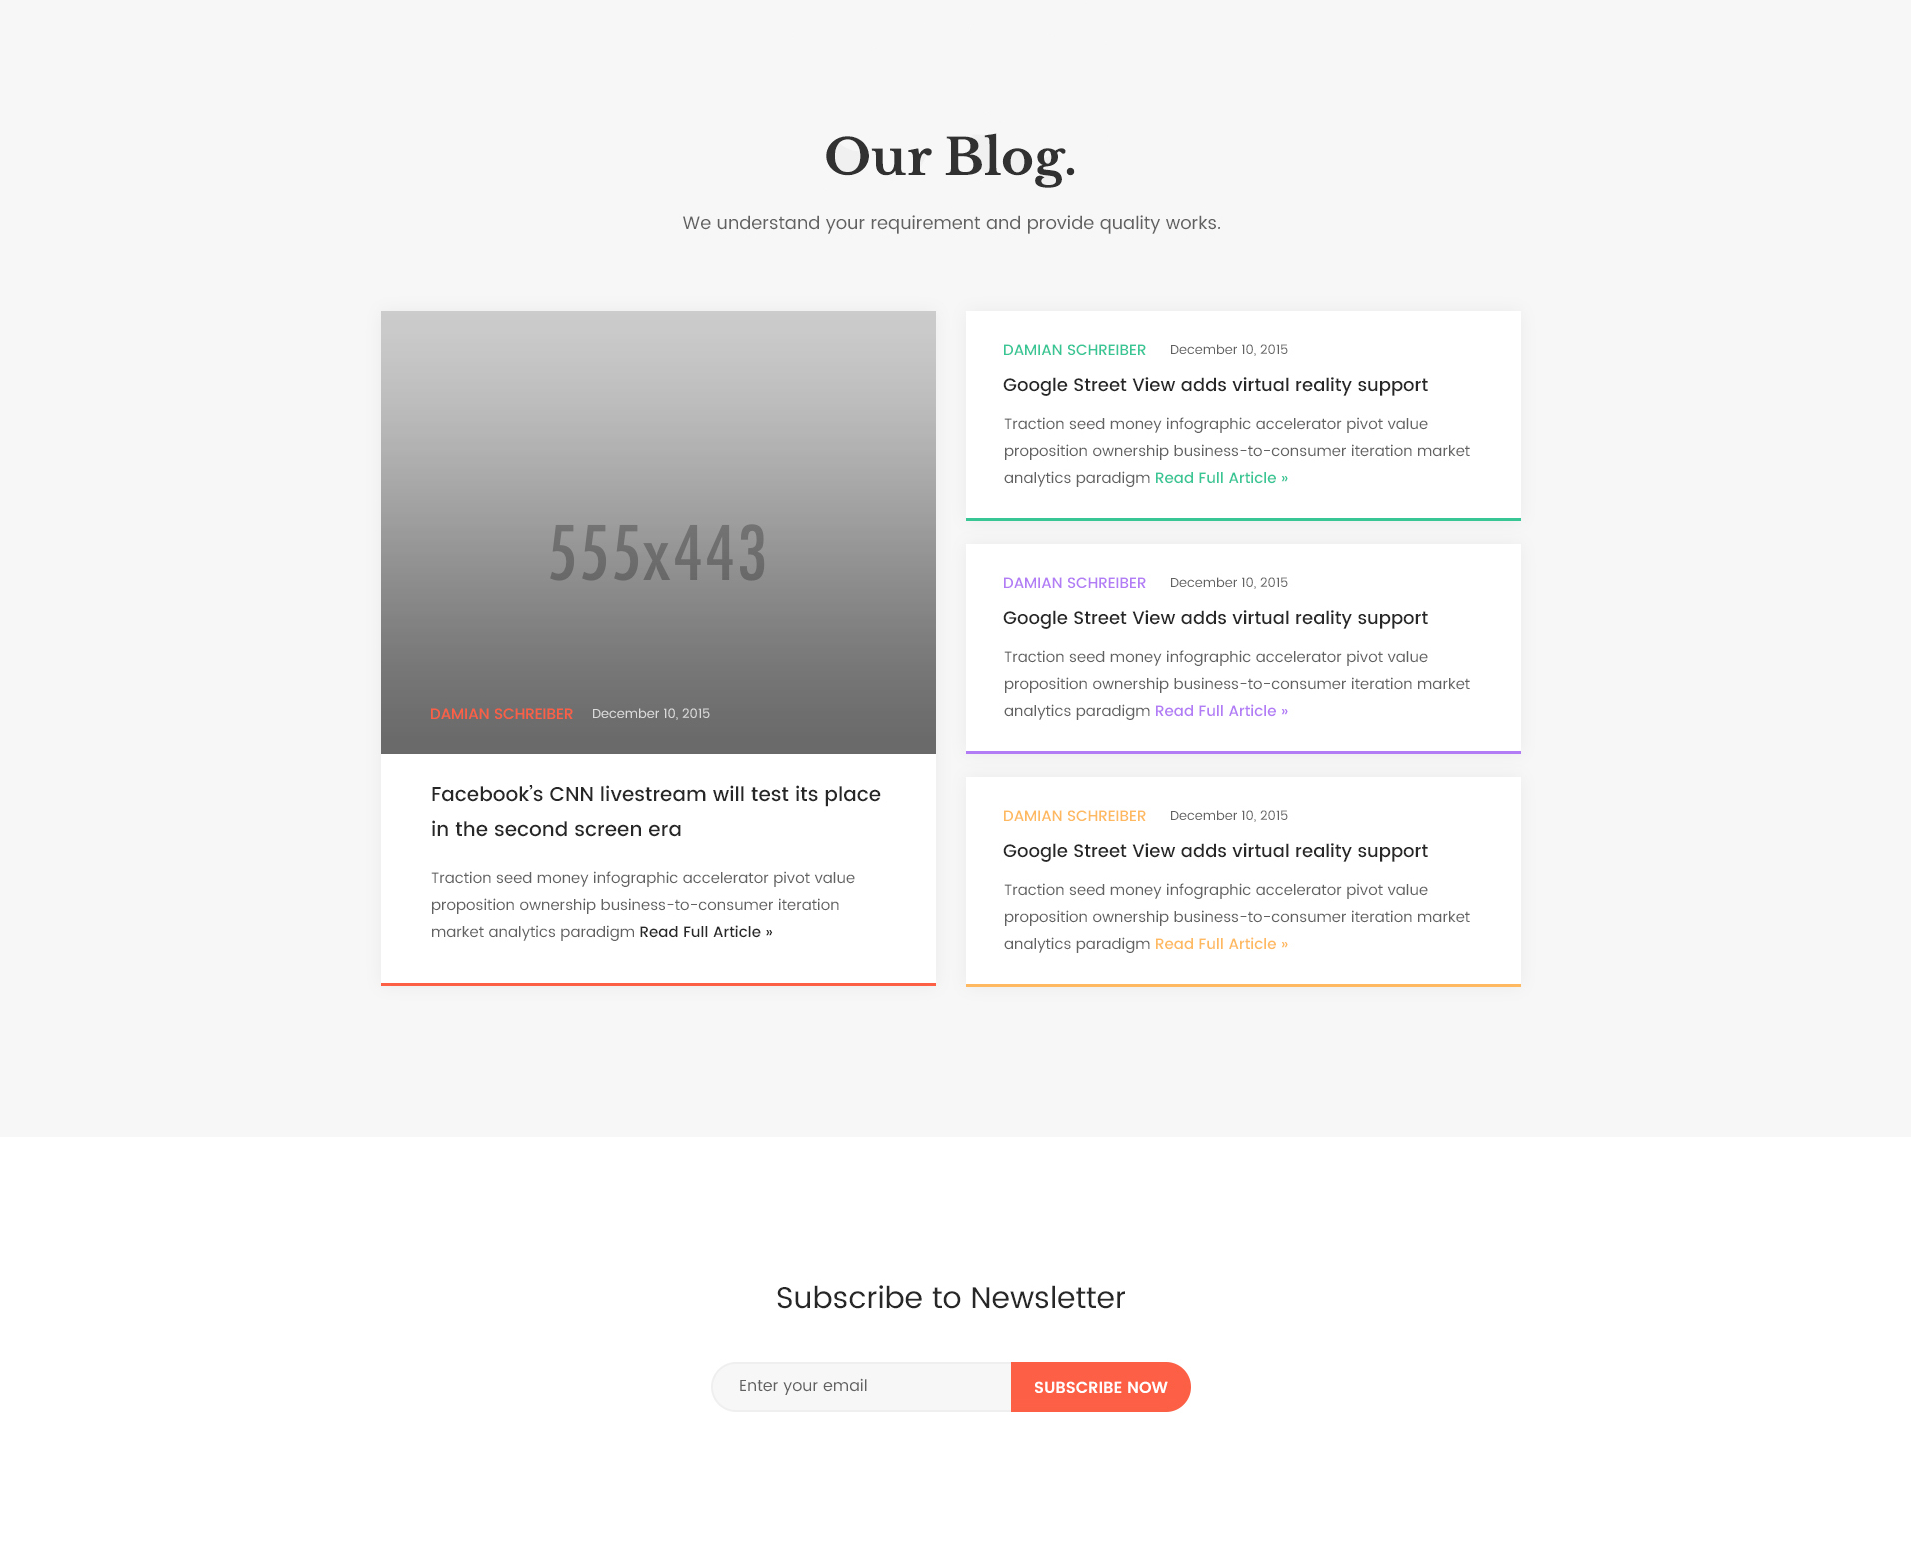 Our Blog.
We understand your requirement and provide quality works.
555x443
DAMIAN SCHREIBER December 10, 2015
Facebook’s CNN livestream will test its place
in the second screen era
Traction seed money infographic accelerator pivot value
proposition ownership business-to-consumer iteration
market analytics paradigm Read Full Article »
DAMIAN SCHREIBER December 10, 2015
Google Street View adds virtual reality support
Traction seed money infographic accelerator pivot value
proposition ownership business-to-consumer iteration market
analytics paradigm Read Full Article »
DAMIAN SCHREIBER December 10, 2015
Google Street View adds virtual reality support
Traction seed money infographic accelerator pivot value
proposition ownership business-to-consumer iteration market
analytics paradigm Read Full Article »
DAMIAN SCHREIBER December 10, 2015
Google Street View adds virtual reality support
Traction seed money infographic accelerator pivot value
proposition ownership business-to-consumer iteration market
analytics paradigm Read Full Article »
Subscribe to Newsletter
Enter your email SUBSCRIBE NOW